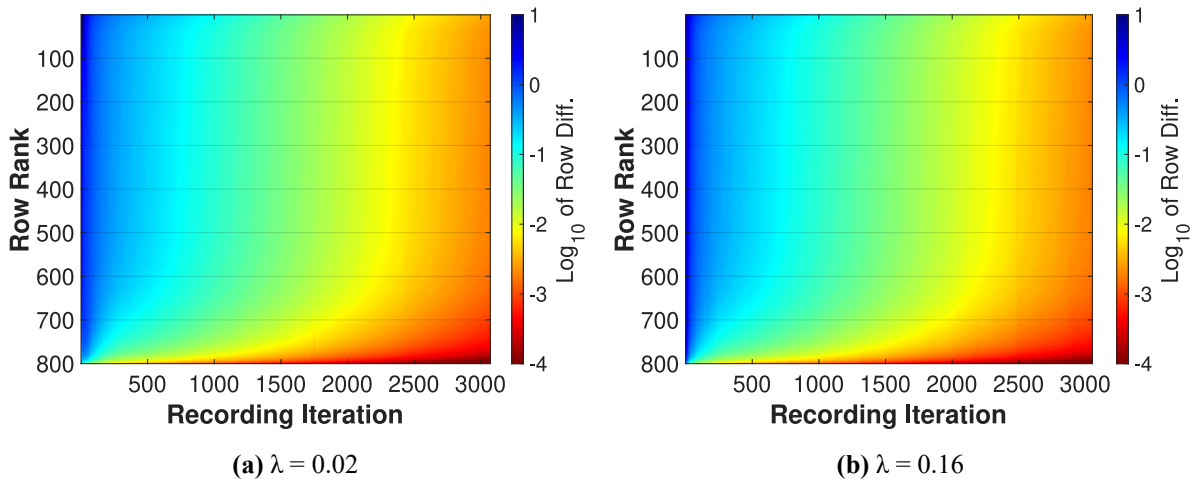 1
0
-1
-2
-3
-4
Log10 of Row Diff.
100
200
300
400
500
600
700
800
Row Rank
500 1000 1500 2000 2500 3000
Recording Iteration
(a) λ = 0.02
1
0
-1
-2
-3
-4
Log10 of Row Diff.
100
200
300
400
500
600
700
800
Row Rank
500 1000 1500 2000 2500 3000
Recording Iteration
(b) λ = 0.16